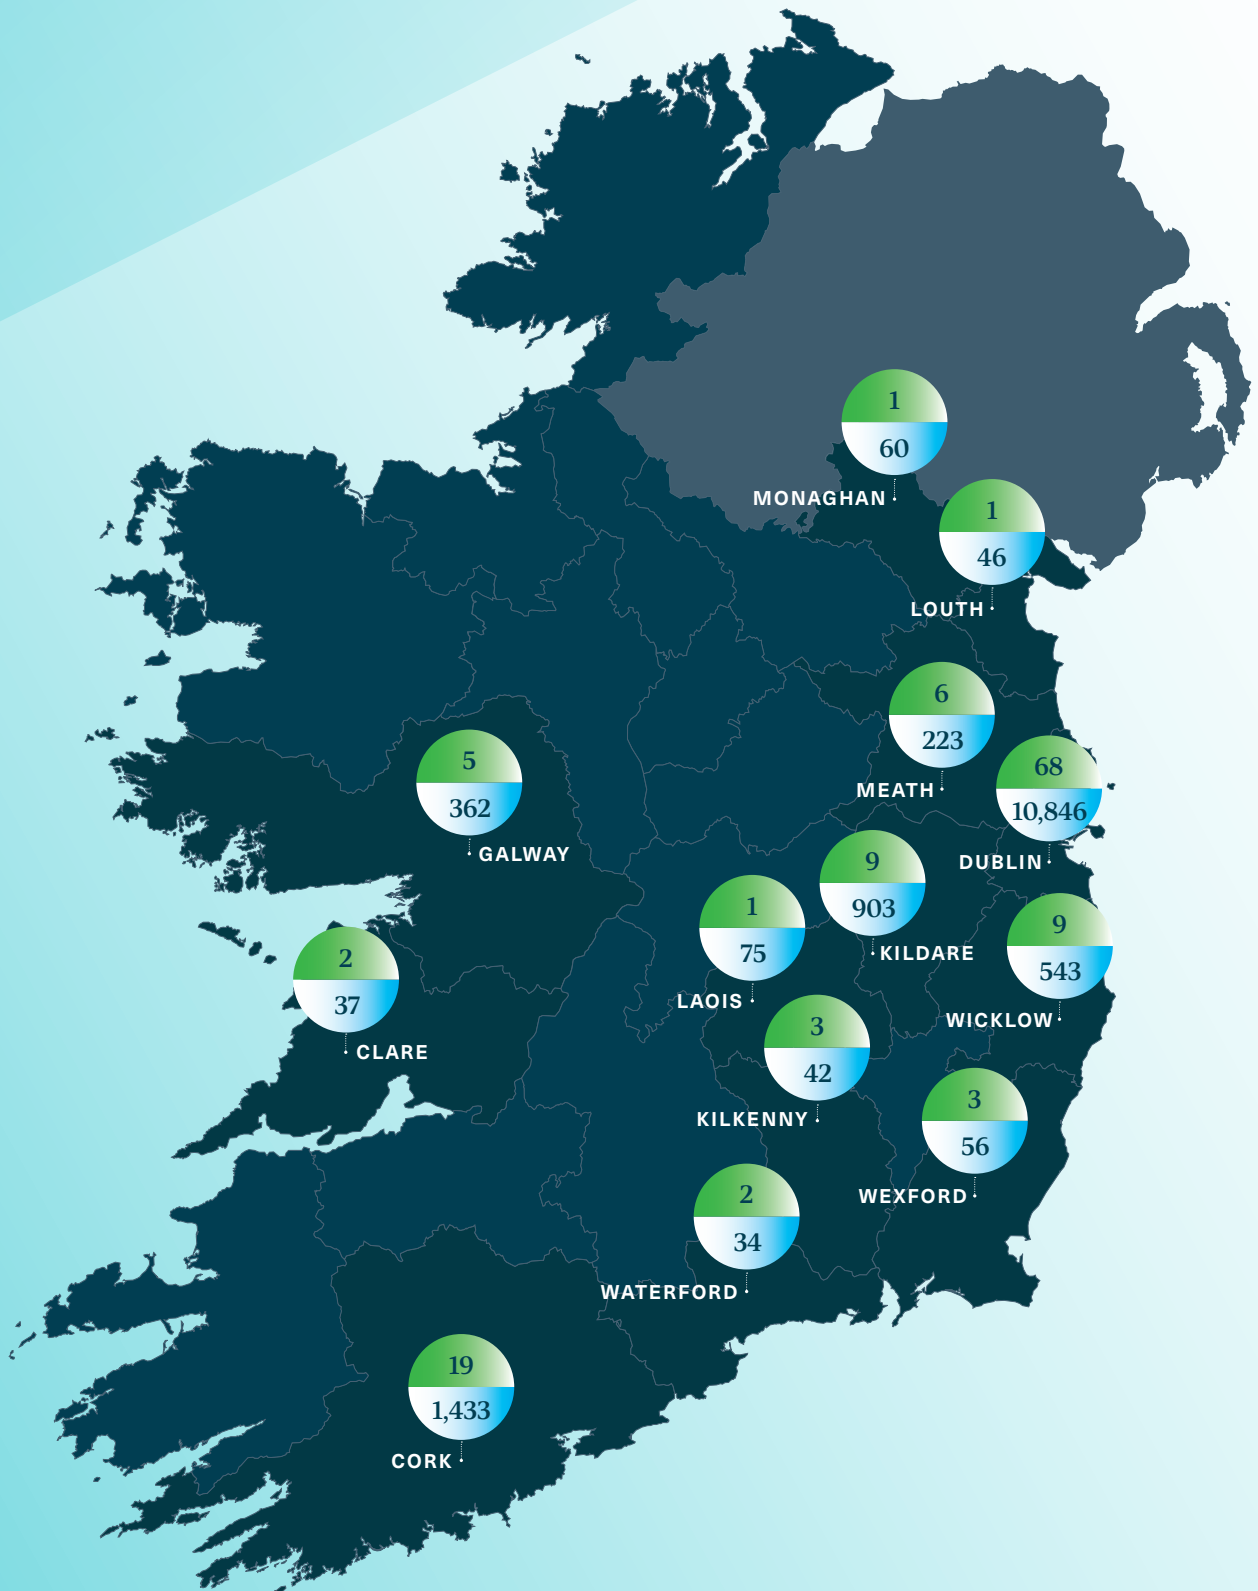 1
60
MONAGHAN
1
46
LOUTH
6
223
MEATH
68
10,846
DUBLIN
5
362
GALWAY
9
903
KILDARE
1
75
LAOIS
9
543
WICKLOW
2
37
CLARE
3
42
KILKENNY
3
56
WEXFORD
2
34
WATERFORD
19
1,433
CORK